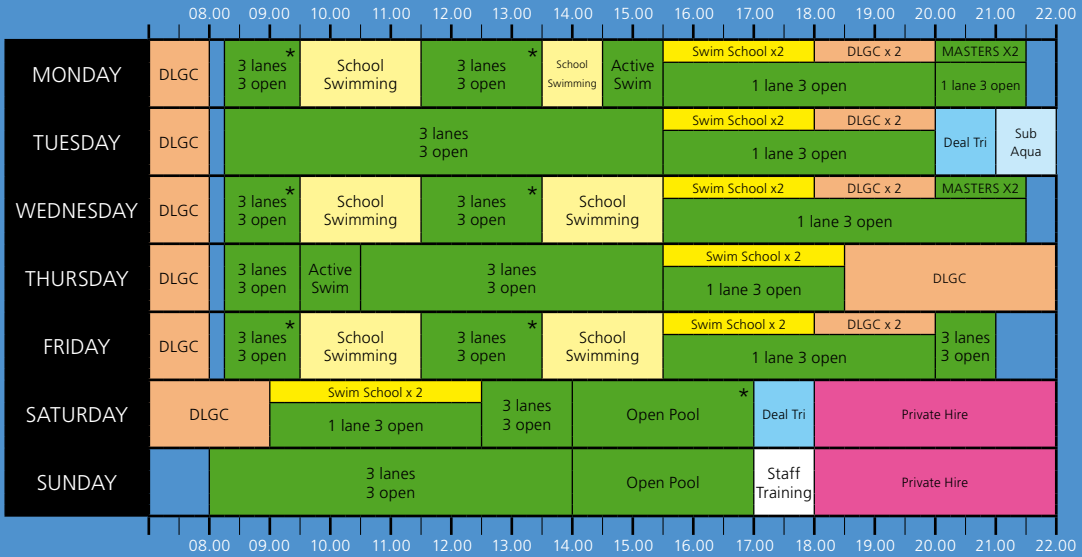 08.00 09.00 10.00 11.00 12.00 13.00 14.00 15.00 16.00 17.00 18.00 19.00 20.00 21.00 22.00
MONDAY
DLGC
3 lanes *
3 open
School
Swimming
3 lanes *
3 open
School
Swimming
Active
Swim
Swim School x2
DLGC x 2
MASTERS X2
1 lane 3 open
1 lane 3 open
TUESDAY
DLGC
3 lanes
3 open
Swim School x2
DLGC x 2
1 lane 3 open
Deal Tri
Sub
Aqua
WEDNESDAY
DLGC
3 lanes *
3 open
School
Swimming
3 lanes *
3 open
School
Swimming
Swim School x2
DLGC x 2
MASTERS X2
1 lane 3 open
THURSDAY
DLGC
3 lanes
3 open
Active
Swim
3 lanes
3 open
Swim School x 2
1 lane 3 open
DLGC
FRIDAY
DLGC
3 lanes *
3 open
School
Swimming
3 lanes *
3 open
School
Swimming
Swim School x 2
DLGC x 2
1 lane 3 open
3 lanes
3 open
SATURDAY
DLGC
Swim School x 2
1 lane 3 open
3 lanes
3 open
Open Pool *
Deal Tri
Private Hire
SUNDAY
3 lanes
3 open
Open Pool
Staff
Training
Private Hire
08.00 09.00 10.00 11.00 12.00 13.00 14.00 15.00 16.00 17.00 18.00 19.00 20.00 21.00 22.00